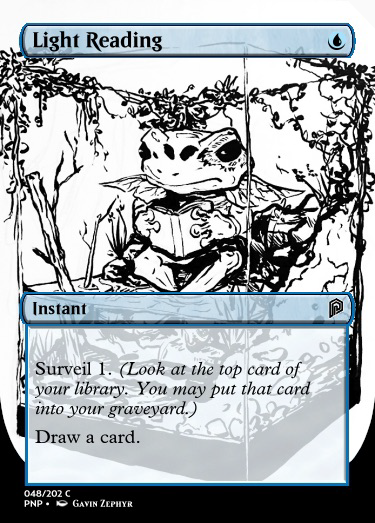 Light Reading
Instant
Surveil 1. (Look at the top card of
your library. You may put that card
into your graveyard.)
Draw a card.
048/202 C
PNP • Gavin Zephyr